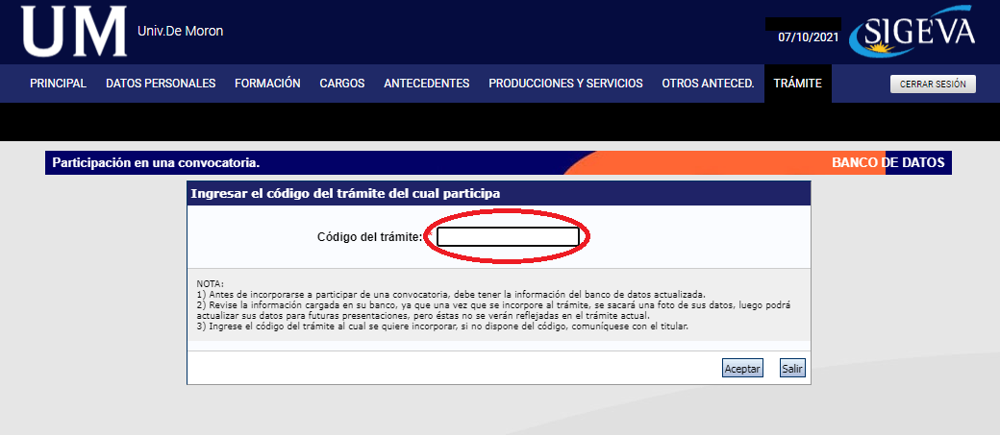 UM
Univ.De Moron
07/10/2021
SIGEVA
PRINCIPAL DATOS PERSONALES FORMACIÓN CARGOS ANTECEDENTES PRODUCCIONES Y SERVICIOS OTROS ANTECED. TRÁMITE CERRAR SESIÓN
Participación en una convocatoria. BANCO DE DATOS
Ingresar el código del trámite del cual participa
Código del trámite:
NOTA:
1) Antes de incorporarse a participar de una convocatoria, debe tener la información del banco de datos actualizada.
2) Revise la información cargada en su banco, ya que una vez que se incorpore al trámite, se sacará una foto de sus datos, luego podrá
actualizar sus datos para futuras presentaciones, pero éstas no se verán reflejadas en el trámite actual.
3) Ingrese el código del trámite al cual se quiere incorporar, si no dispone del código, comuníquese con el titular.
Aceptar Salir